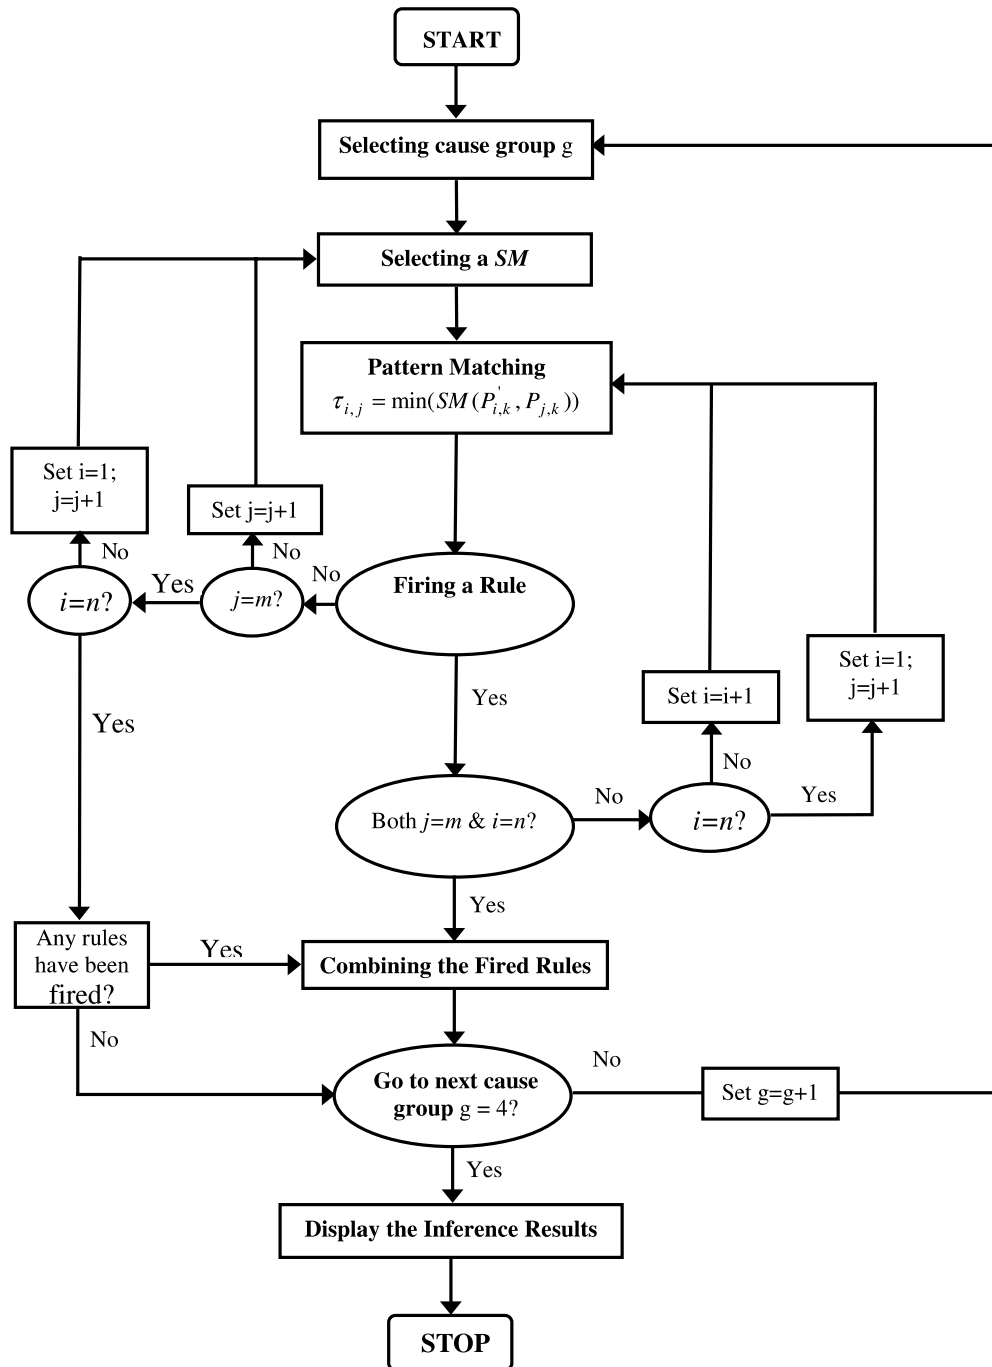 START
Selecting cause group g
Selecting a SM
Pattern Matching
τi,j = min(SM(P'i,k, Pj,k))
Set i=1;
j=j+1
Set j=j+1
No
No
No
Yes
i=n?
j=m?
Firing a Rule
Set i=1;
j=j+1
Set i=i+1
Yes
Yes
No
No
Yes
Both j=m & i=n?
i=n?
Yes
Any rules
have been
fired?
Yes
Combining the Fired Rules
No
No
Go to next cause
group g = 4?
Set g=g+1
Yes
Display the Inference Results
STOP